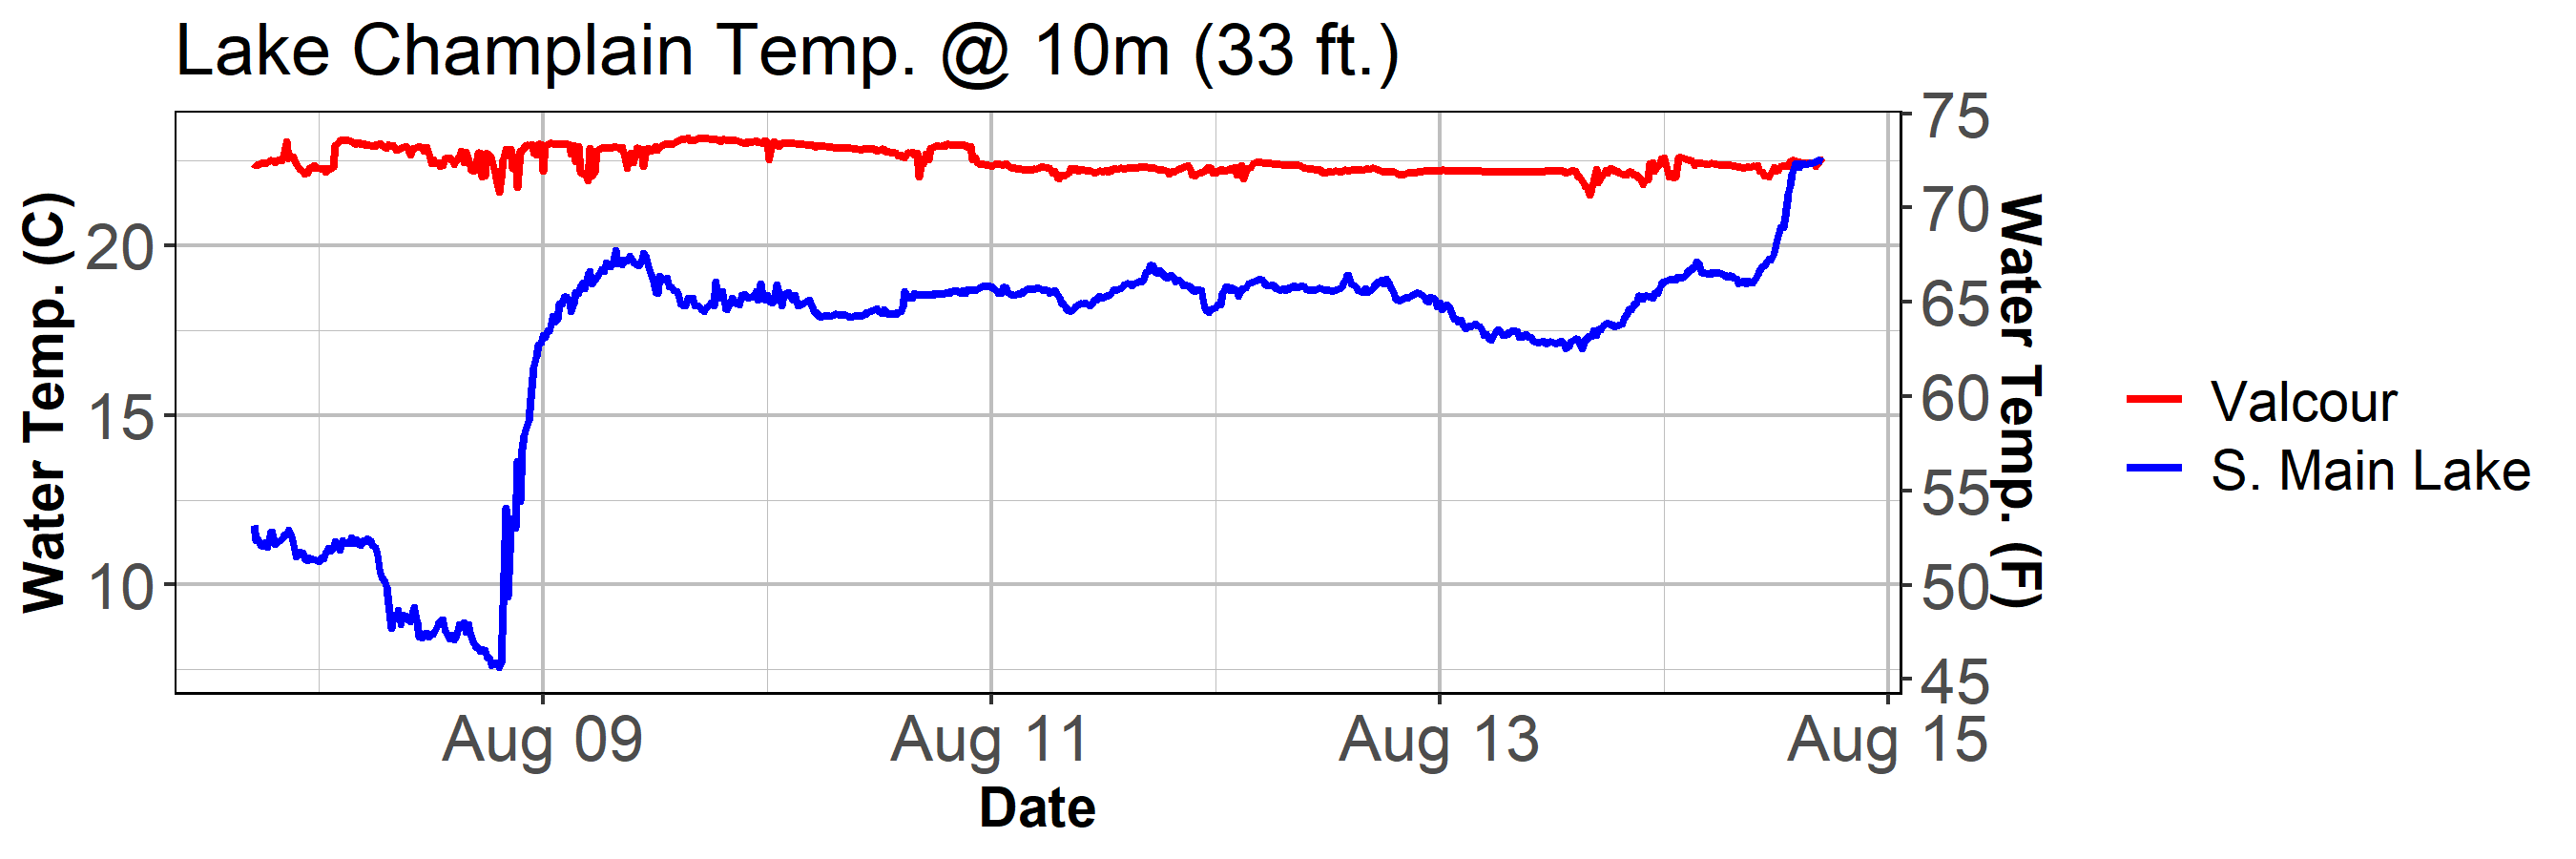 Lake Champlain Temp. @ 10m (33 ft.)
Water Temp. (C)
20
15
10
75
70
65
60
55
50
45
Water Temp. (F)
Aug 09
Aug 11
Aug 13
Aug 15
Date
Valcour
S. Main Lake